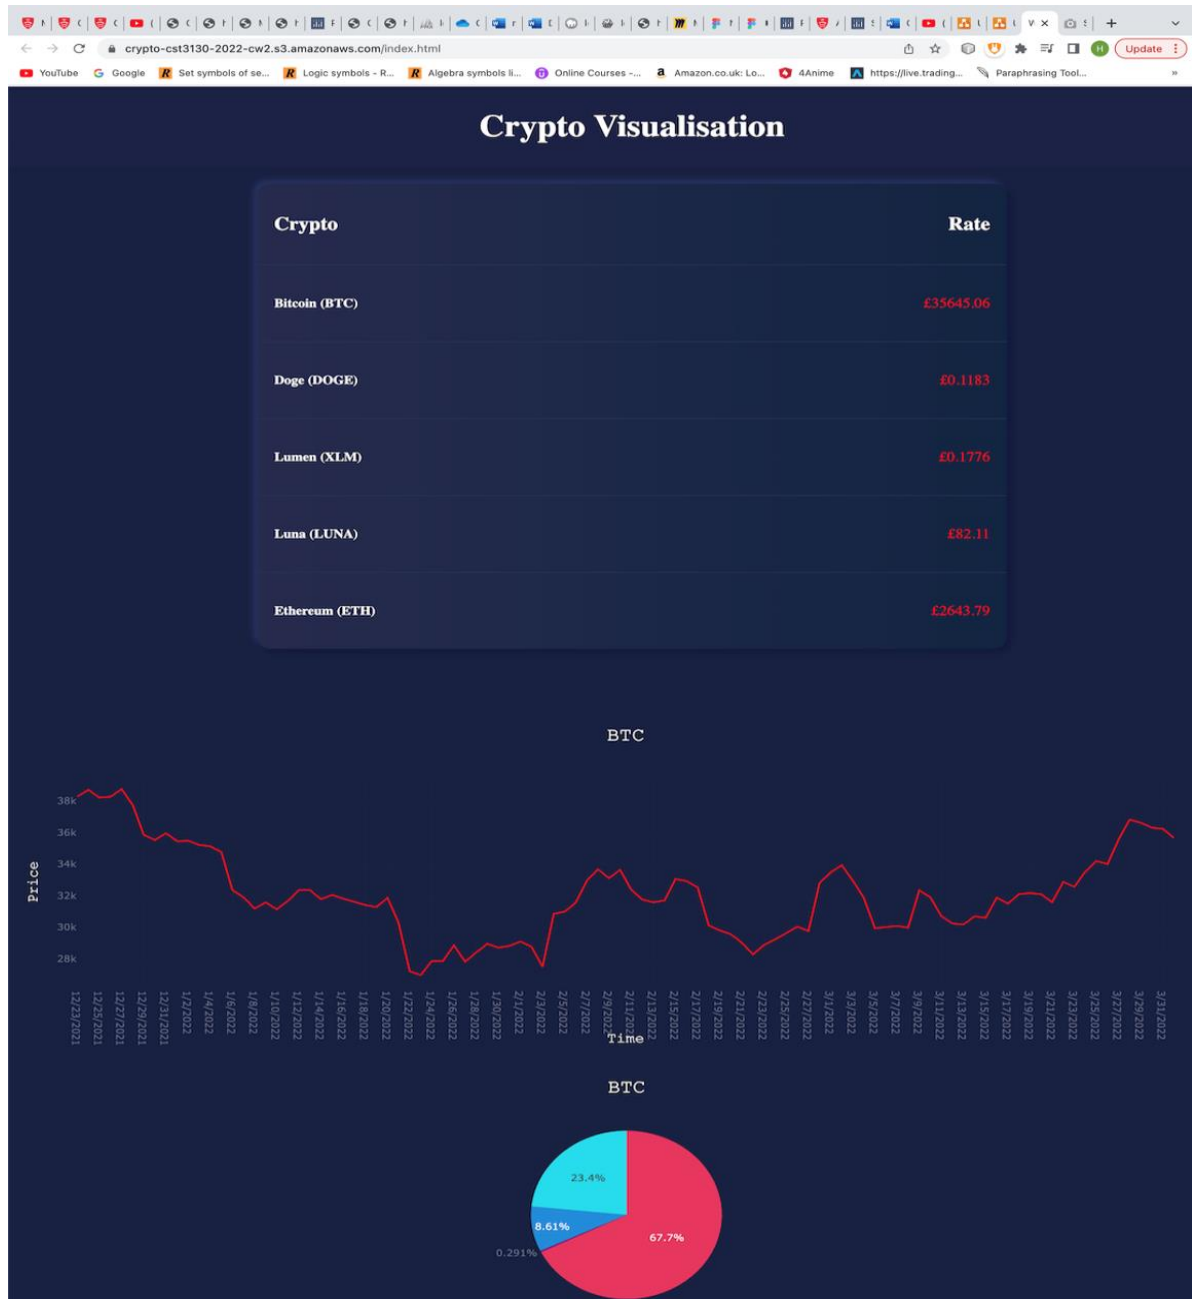 crypto-cst3130-2022-cw2.s3.amazonaws.com/index.html
Update
YouTube Google Set symbols of se... Logic symbols - R... Algebra symbols li... Online Courses -... Amazon.co.uk: Lo... 4Anime https://live.trading... Paraphrasing Tool... »
Crypto Visualisation
Crypto Rate
Bitcoin (BTC) £35645.06
Doge (DOGE) £0.1183
Lumen (XLM) £0.1776
Luna (LUNA) £82.11
Ethereum (ETH) £2643.79
BTC
38k
36k
34k
32k
30k
28k
Price
12/23/2021 12/25/2021 12/27/2021 12/29/2021 12/31/2021 1/2/2022 1/4/2022 1/6/2022 1/8/2022 1/10/2022 1/12/2022 1/14/2022 1/16/2022 1/18/2022 1/20/2022 1/22/2022 1/24/2022 1/26/2022 1/28/2022 1/30/2022 2/1/2022 2/3/2022 2/5/2022 2/7/2022 2/9/2022 2/11/2022 2/13/2022 2/15/2022 2/17/2022 2/19/2022 2/21/2022 2/23/2022 2/25/2022 2/27/2022 3/1/2022 3/3/2022 3/5/2022 3/7/2022 3/9/2022 3/11/2022 3/13/2022 3/15/2022 3/17/2022 3/19/2022 3/21/2022 3/23/2022 3/25/2022 3/27/2022 3/29/2022 3/31/2022
Time
BTC
23.4%
8.61%
67.7%
0.291%